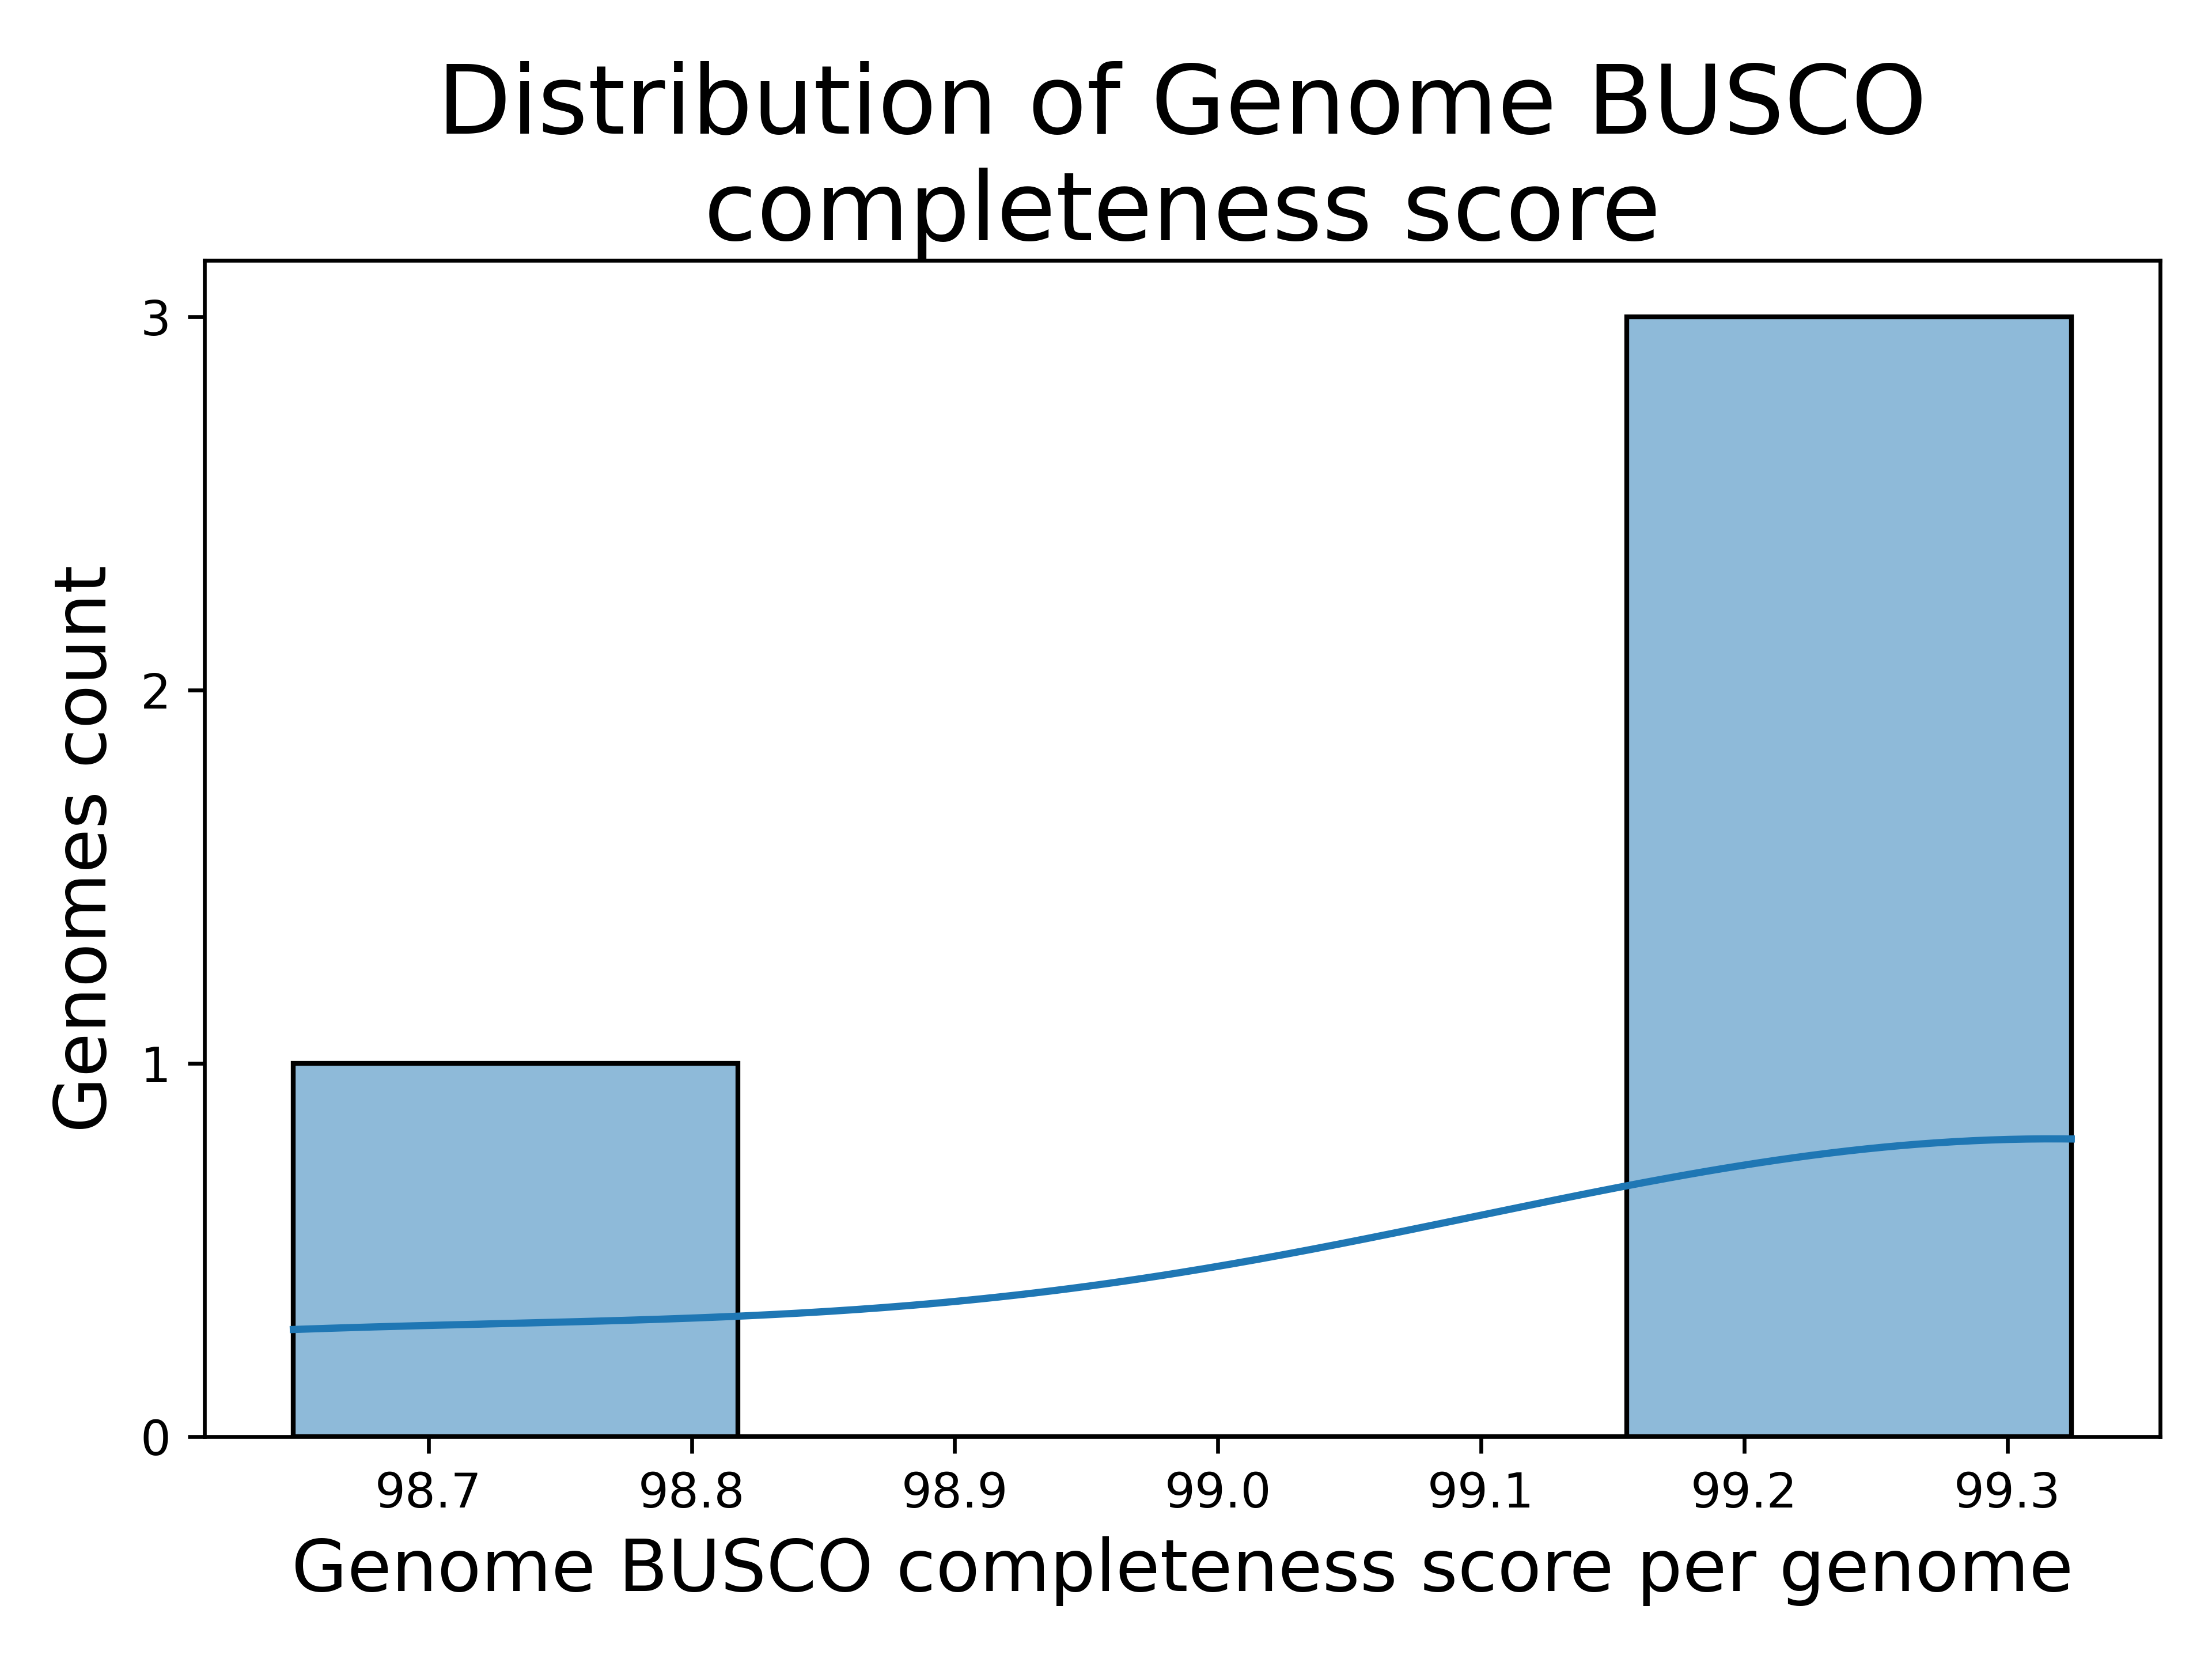 Distribution of Genome BUSCO
completeness score
Genomes count
3
2
1
0
98.7 98.8 98.9 99.0 99.1 99.2 99.3
Genome BUSCO completeness score per genome